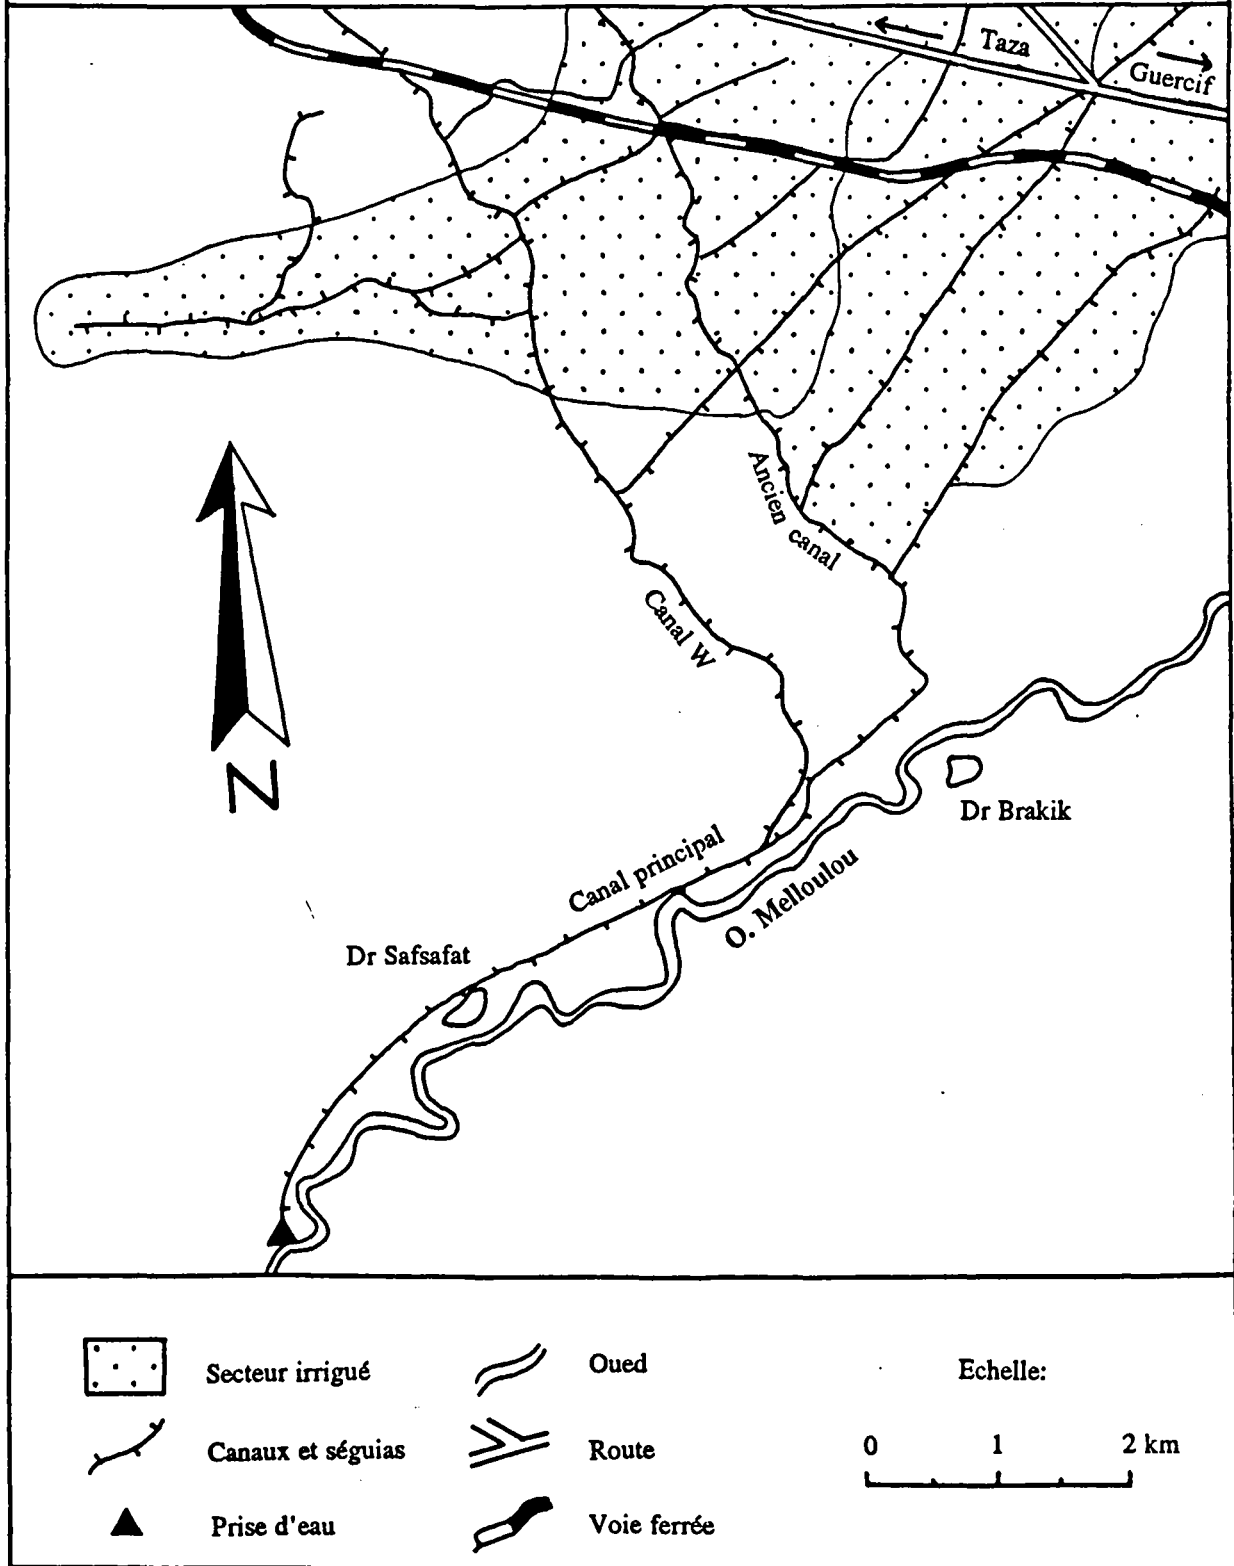 Taza
Guercif
Ancien canal
Canal W
N
Dr Brakik
Canal principal
O. Melloulou
Dr Safsafat
Secteur irrigué
Oued
Echelle:
Canaux et séguias
Route
0 1 2 km
Prise d'eau
Voie ferrée